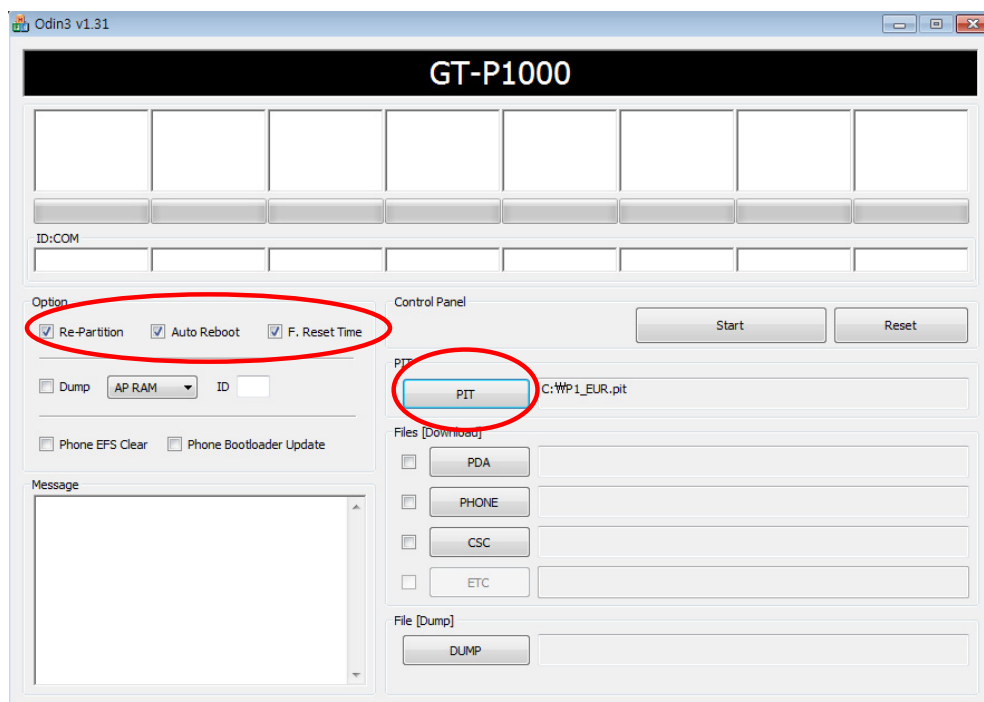 Odin3 v1.31
GT-P1000
ID:COM
Option
Re-Partition Auto Reboot F. Reset Time
Dump AP RAM ID
Phone EFS Clear Phone Bootloader Update
Message
Control Panel
Start Reset
PIT
PIT C:₩P1_EUR.pit
Files [Download]
PDA
PHONE
CSC
ETC
File [Dump]
DUMP